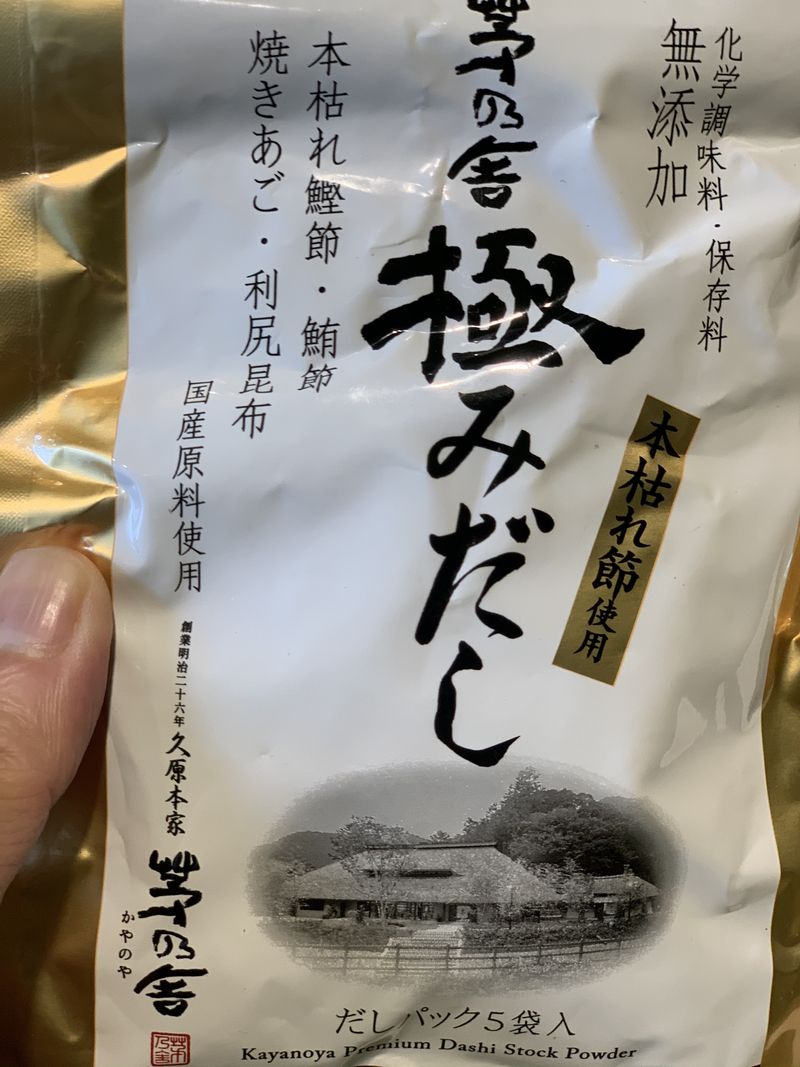 化学調味料・保存料
無添加
茅乃舎
極みだし
本枯れ節使用
本枯れ鰹節・鮪節
焼きあご・利尻昆布
国産原料使用
創業明治二十六年
久原本家
茅乃舎
かやのや
だしパック5袋入
Kayanoya Premium Dashi Stock Powder